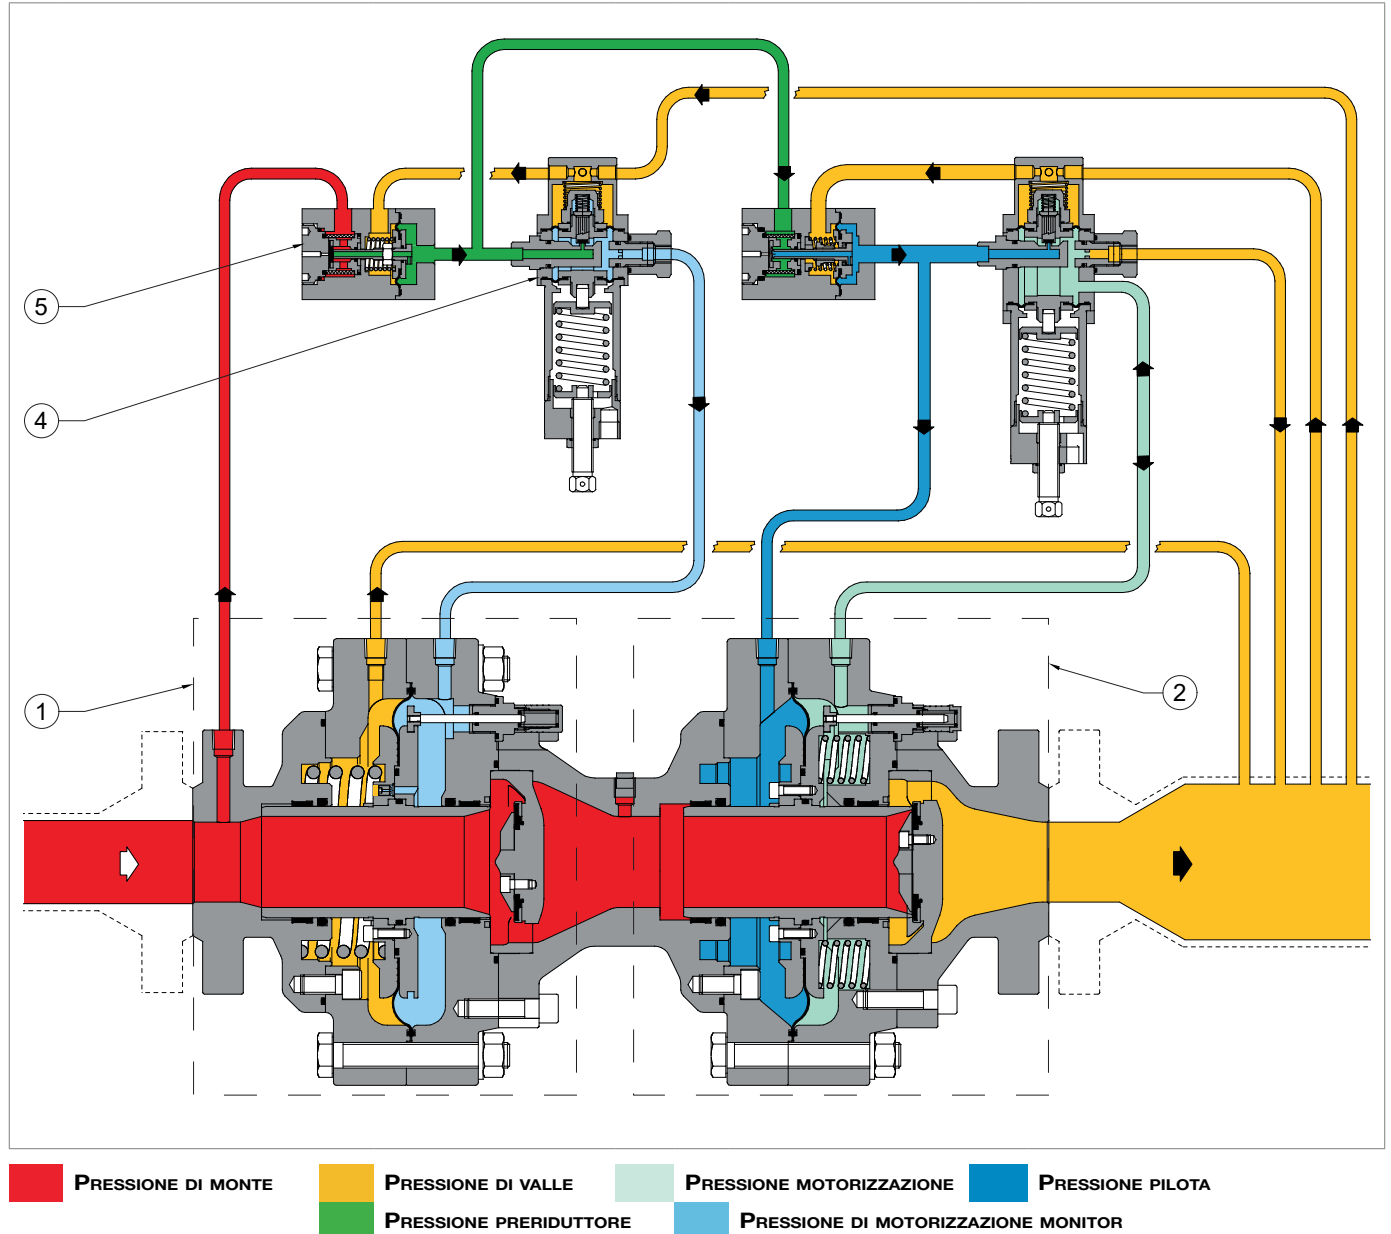 5
4
1
2
PRESSIONE DI MONTE
PRESSIONE DI VALLE
PRESSIONE MOTORIZZAZIONE
PRESSIONE PILOTA
PRESSIONE PRERIDUTTORE
PRESSIONE DI MOTORIZZAZIONE MONITOR